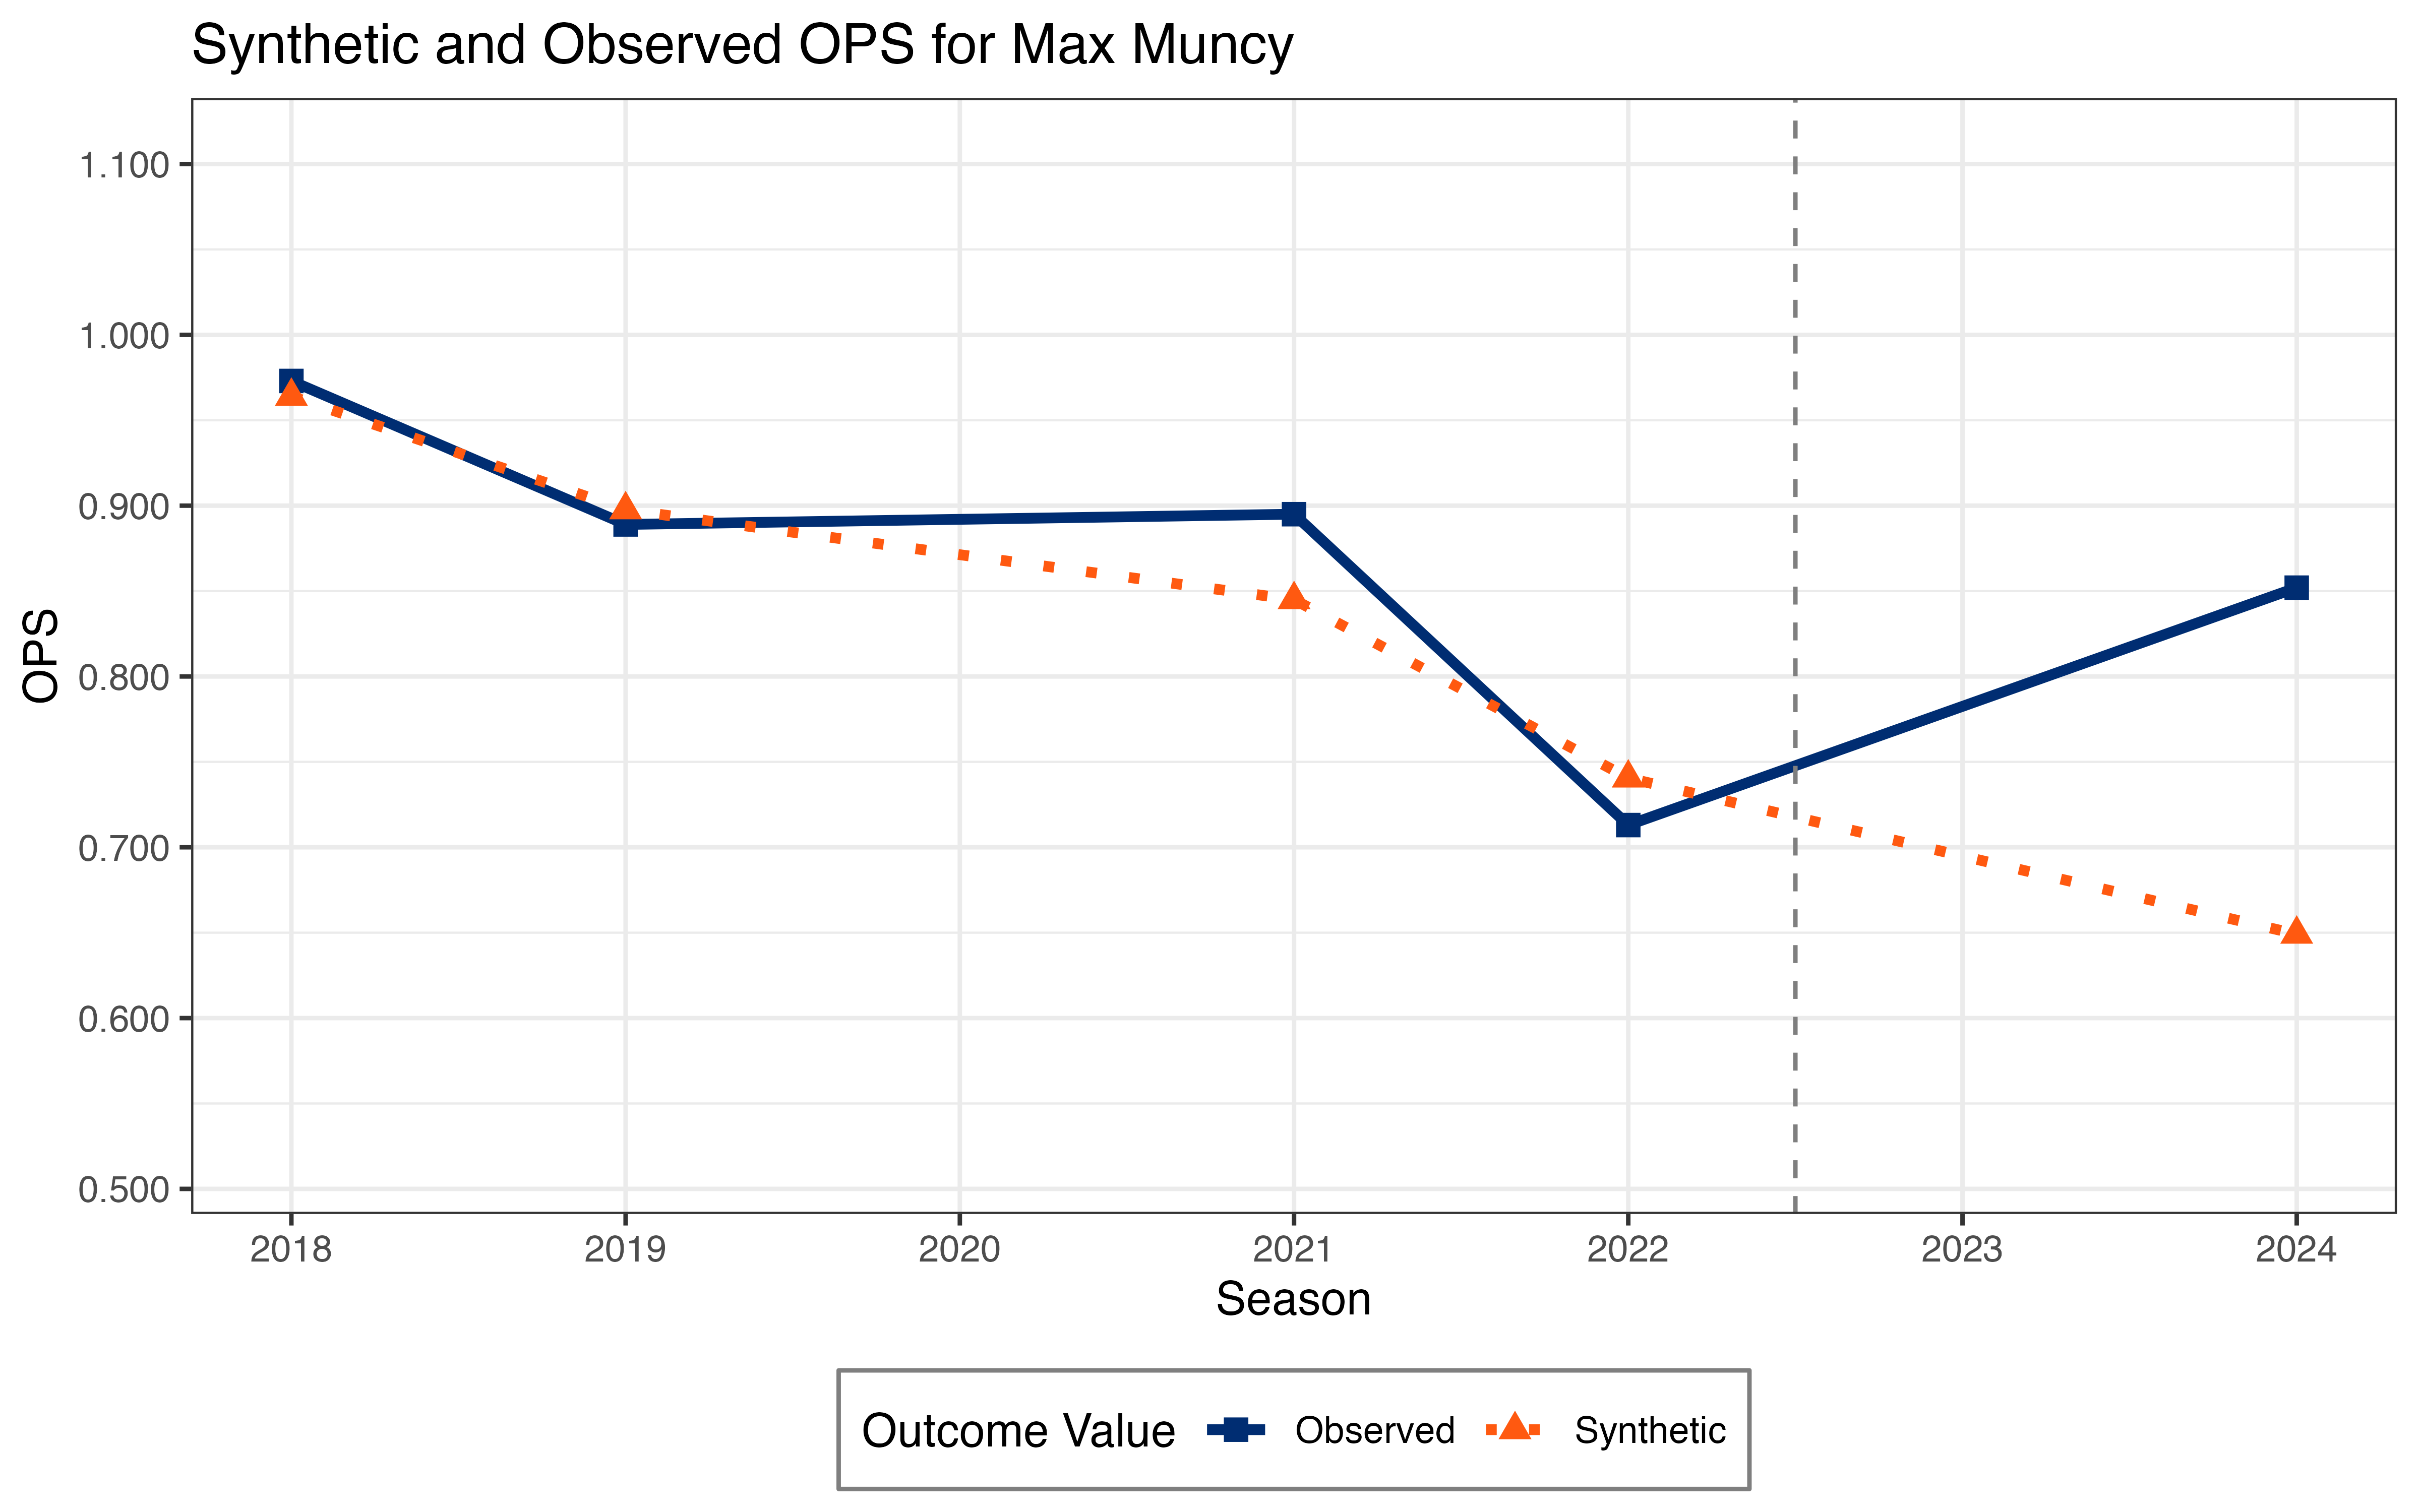 Synthetic and Observed OPS for Max Muncy
1.100
1.000
0.900
0.800
0.700
0.600
0.500
OPS
2018 2019 2020 2021 2022 2023 2024
Season
Outcome Value Observed Synthetic